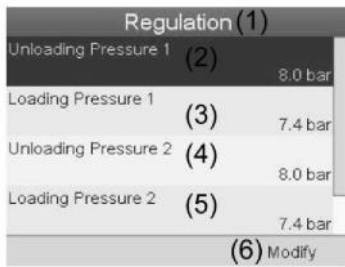 Regulation (1)
Unloading Pressure 1
(2)
8.0 bar
Loading Pressure 1
(3)
7.4 bar
Unloading Pressure 2
(4)
8.0 bar
Loading Pressure 2
(5)
7.4 bar
(6) Modify